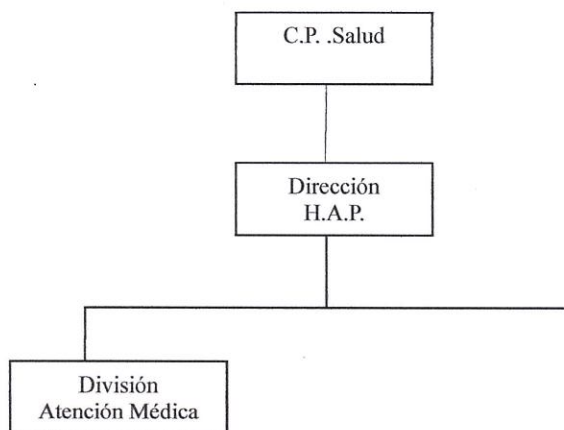 C.P. .Salud
Dirección
H.A.P.
División
Atención Médica